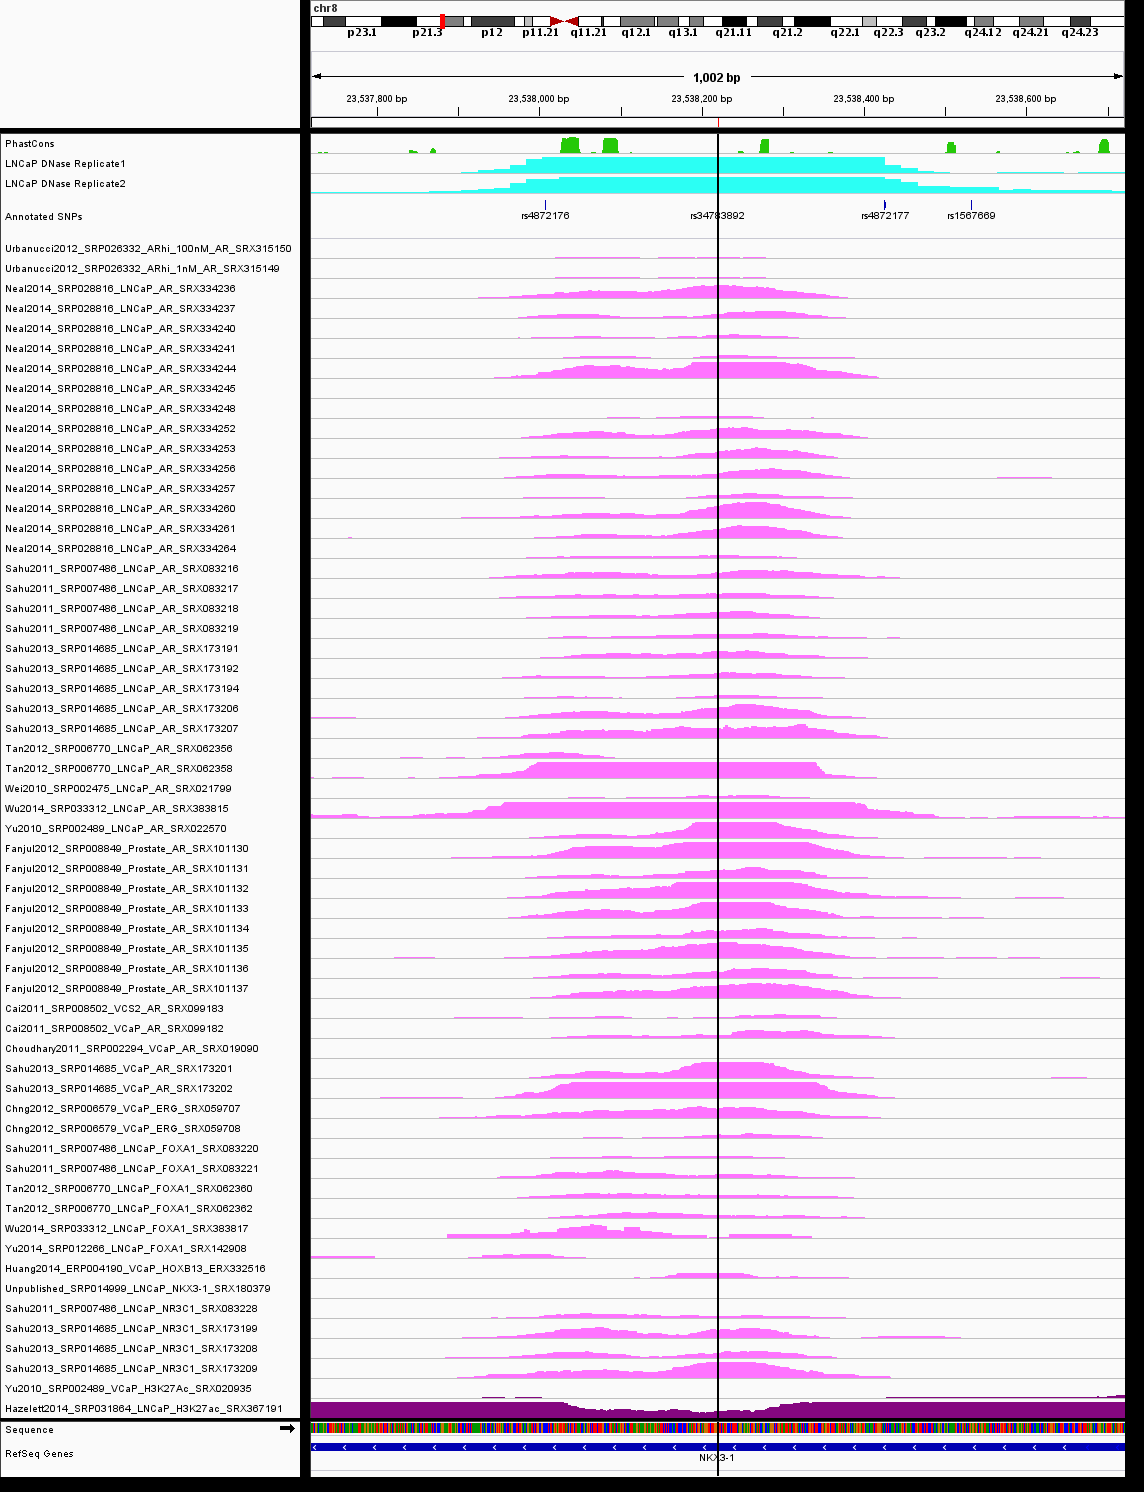 chr8
p23.1 p21.3 p12 p11.21 q11.21 q12.1 q13.1 q21.11 q21.2 q22.1 q22.3 q23.2 q24.12 q24.21 q24.23
1,002 bp
23,537,800 bp 23,538,000 bp 23,538,200 bp 23,538,400 bp 23,538,600 bp
PhastCons
LNCaP DNase Replicate1
LNCaP DNase Replicate2
Annotated SNPs rs4872176 rs34783892 rs4872177 rs1567669
Urbanucci2012_SRP026332_ARhi_100nM_AR_SRX315150
Urbanucci2012_SRP026332_ARhi_1nM_AR_SRX315149
Neal2014_SRP028816_LNCaP_AR_SRX334236
Neal2014_SRP028816_LNCaP_AR_SRX334237
Neal2014_SRP028816_LNCaP_AR_SRX334240
Neal2014_SRP028816_LNCaP_AR_SRX334241
Neal2014_SRP028816_LNCaP_AR_SRX334244
Neal2014_SRP028816_LNCaP_AR_SRX334245
Neal2014_SRP028816_LNCaP_AR_SRX334248
Neal2014_SRP028816_LNCaP_AR_SRX334252
Neal2014_SRP028816_LNCaP_AR_SRX334253
Neal2014_SRP028816_LNCaP_AR_SRX334256
Neal2014_SRP028816_LNCaP_AR_SRX334257
Neal2014_SRP028816_LNCaP_AR_SRX334260
Neal2014_SRP028816_LNCaP_AR_SRX334261
Neal2014_SRP028816_LNCaP_AR_SRX334264
Sahu2011_SRP007486_LNCaP_AR_SRX083216
Sahu2011_SRP007486_LNCaP_AR_SRX083217
Sahu2011_SRP007486_LNCaP_AR_SRX083218
Sahu2011_SRP007486_LNCaP_AR_SRX083219
Sahu2013_SRP014685_LNCaP_AR_SRX173191
Sahu2013_SRP014685_LNCaP_AR_SRX173192
Sahu2013_SRP014685_LNCaP_AR_SRX173194
Sahu2013_SRP014685_LNCaP_AR_SRX173206
Sahu2013_SRP014685_LNCaP_AR_SRX173207
Tan2012_SRP006770_LNCaP_AR_SRX062356
Tan2012_SRP006770_LNCaP_AR_SRX062358
Wei2010_SRP002475_LNCaP_AR_SRX021799
Wu2014_SRP033312_LNCaP_AR_SRX383815
Yu2010_SRP002489_LNCaP_AR_SRX022570
Fanjul2012_SRP008849_Prostate_AR_SRX101130
Fanjul2012_SRP008849_Prostate_AR_SRX101131
Fanjul2012_SRP008849_Prostate_AR_SRX101132
Fanjul2012_SRP008849_Prostate_AR_SRX101133
Fanjul2012_SRP008849_Prostate_AR_SRX101134
Fanjul2012_SRP008849_Prostate_AR_SRX101135
Fanjul2012_SRP008849_Prostate_AR_SRX101136
Fanjul2012_SRP008849_Prostate_AR_SRX101137
Cai2011_SRP008502_VCS2_AR_SRX099183
Cai2011_SRP008502_VCaP_AR_SRX099182
Choudhary2011_SRP002294_VCaP_AR_SRX019090
Sahu2013_SRP014685_VCaP_AR_SRX173201
Sahu2013_SRP014685_VCaP_AR_SRX173202
Chng2012_SRP006579_VCaP_ERG_SRX059707
Chng2012_SRP006579_VCaP_ERG_SRX059708
Sahu2011_SRP007486_LNCaP_FOXA1_SRX083220
Sahu2011_SRP007486_LNCaP_FOXA1_SRX083221
Tan2012_SRP006770_LNCaP_FOXA1_SRX062360
Tan2012_SRP006770_LNCaP_FOXA1_SRX062362
Wu2014_SRP033312_LNCaP_FOXA1_SRX383817
Yu2014_SRP012266_LNCaP_FOXA1_SRX142908
Huang2014_ERP004190_VCaP_HOXB13_ERX332516
Unpublished_SRP014999_LNCaP_NKX3-1_SRX180379
Sahu2011_SRP007486_LNCaP_NR3C1_SRX083228
Sahu2013_SRP014685_LNCaP_NR3C1_SRX173199
Sahu2013_SRP014685_LNCaP_NR3C1_SRX173208
Sahu2013_SRP014685_LNCaP_NR3C1_SRX173209
Yu2010_SRP002489_VCaP_H3K27Ac_SRX020935
Hazelett2014_SRP031864_LNCaP_H3K27ac_SRX367191
Sequence
RefSeq Genes
NKX3-1